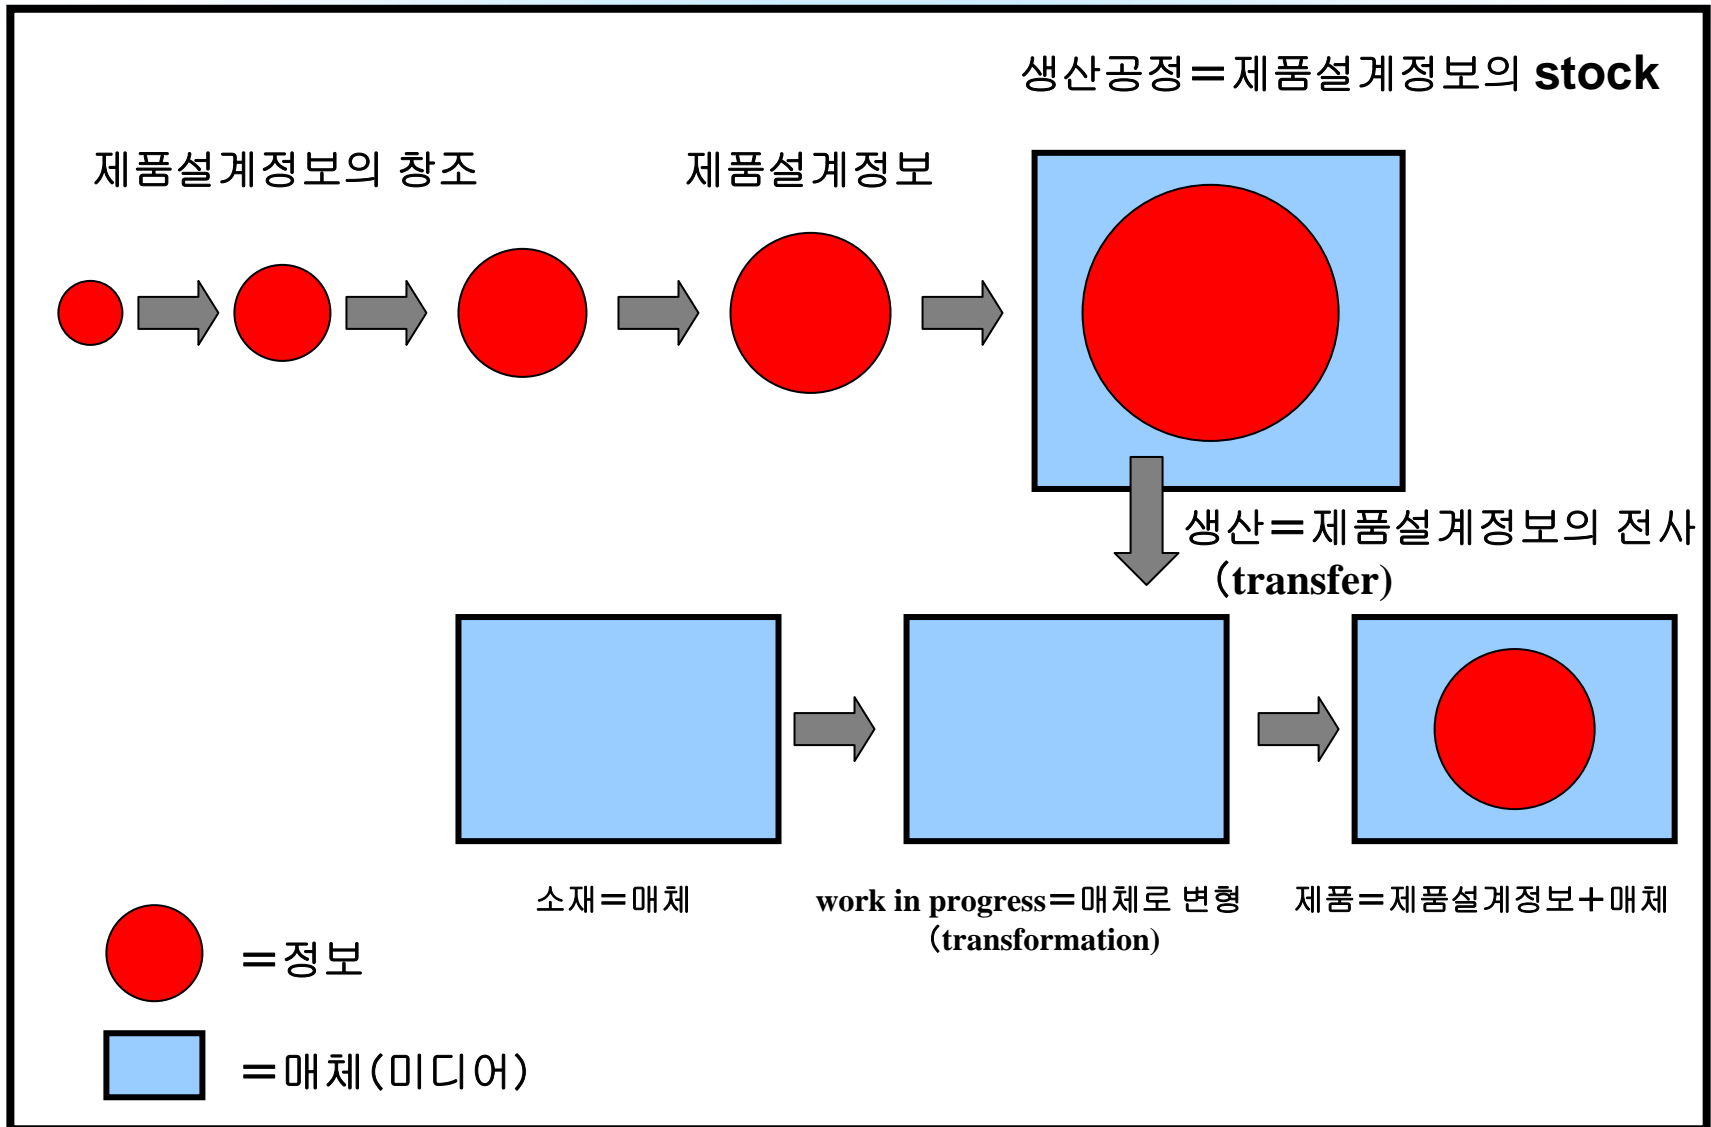 생산공정＝제품설계정보의 stock
제품설계정보의 창조
제품설계정보
생산＝제품설계정보의 전사
（transfer)
소재＝매체
work in progress＝매체로 변형
（transformation)
제품＝제품설계정보＋매체
＝정보
＝매체(미디어)